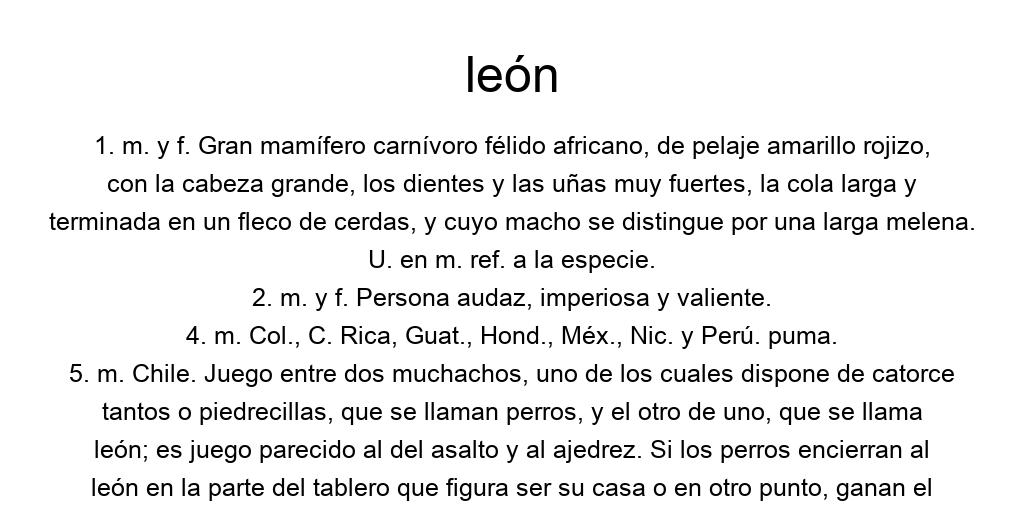 león
1. m. y f. Gran mamífero carnívoro félido africano, de pelaje amarillo rojizo,
con la cabeza grande, los dientes y las uñas muy fuertes, la cola larga y
terminada en un fleco de cerdas, y cuyo macho se distingue por una larga melena.
U. en m. ref. a la especie.
2. m. y f. Persona audaz, imperiosa y valiente.
4. m. Col., C. Rica, Guat., Hond., Méx., Nic. y Perú. puma.
5. m. Chile. Juego entre dos muchachos, uno de los cuales dispone de catorce
tantos o piedrecillas, que se llaman perros, y el otro de uno, que se llama
león; es juego parecido al del asalto y al ajedrez. Si los perros encierran al
león en la parte del tablero que figura ser su casa o en otro punto, ganan el